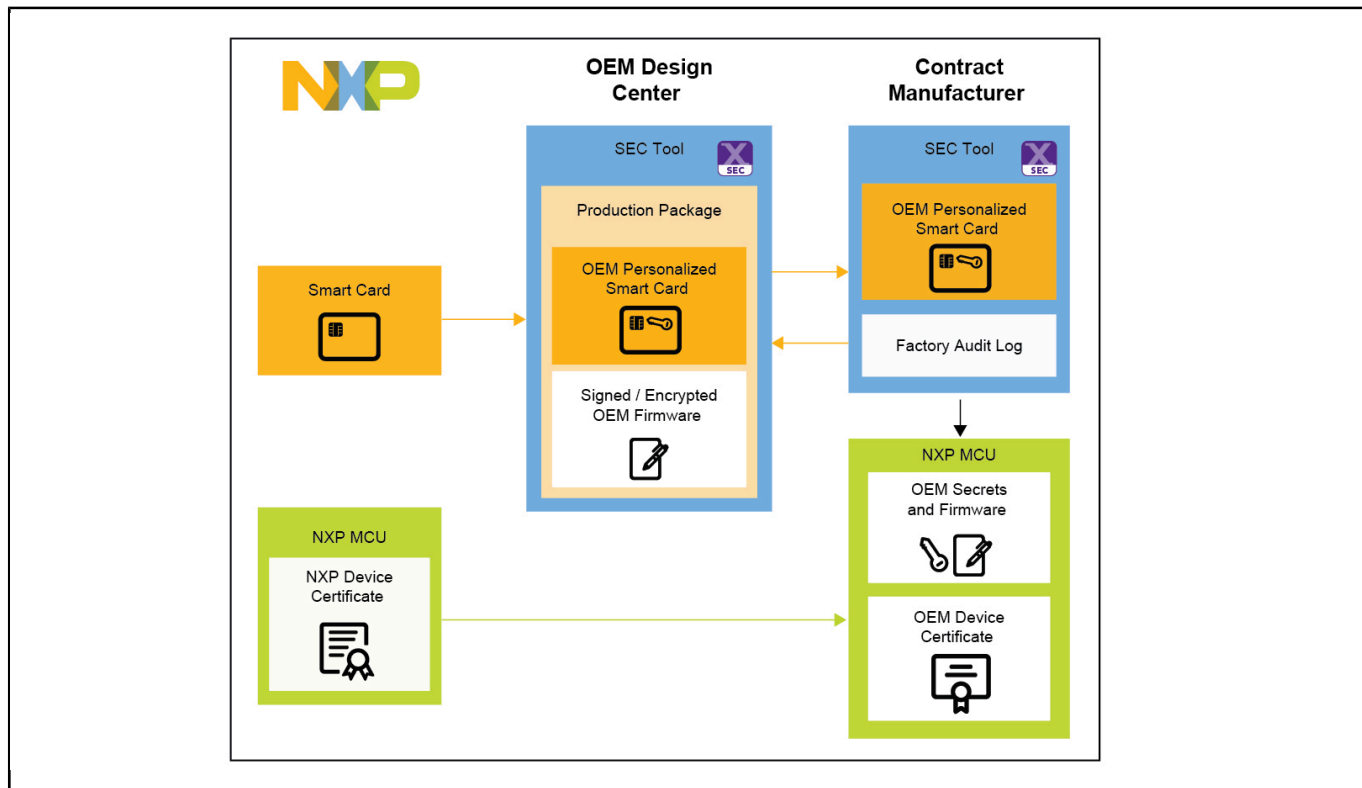 NXP
OEM Design
Center
Contract
Manufacturer
SEC Tool
X
SEC
Production Package
OEM Personalized
Smart Card
Signed / Encrypted
OEM Firmware
SEC Tool
X
SEC
OEM Personalized
Smart Card
Factory Audit Log
Smart Card
NXP MCU
NXP Device
Certificate
NXP MCU
OEM Secrets
and Firmware
OEM Device
Certificate